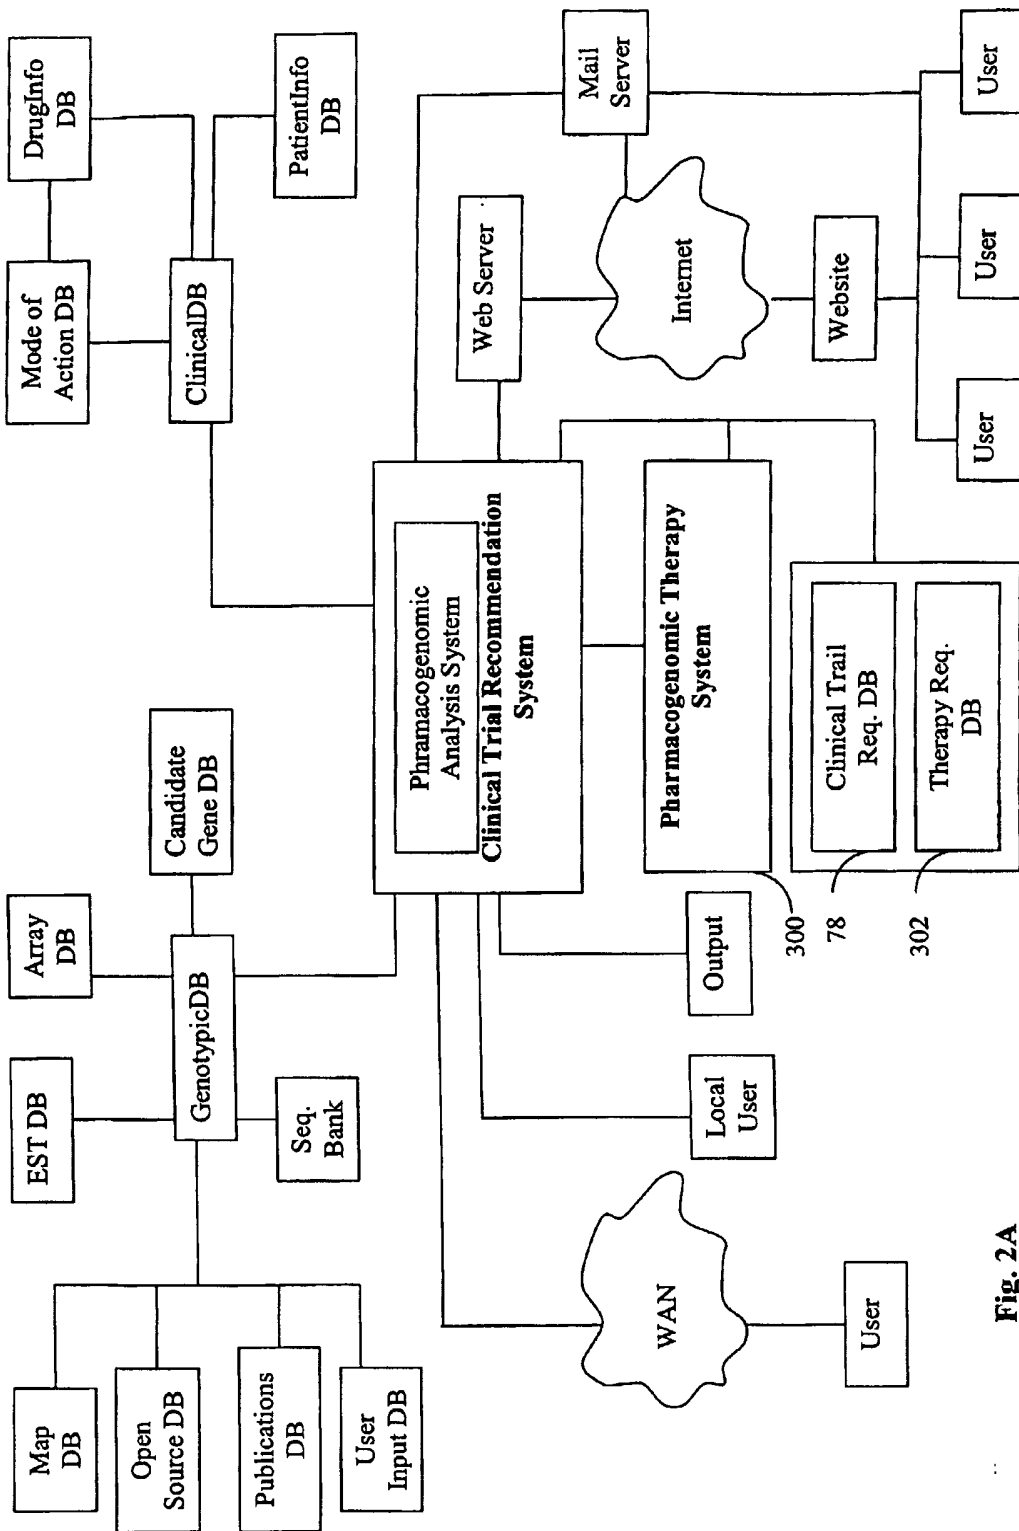 Map
DB
Open
Source DB
Publications
DB
User
Input DB
EST DB
Array
DB
GenotypicDB
Candidate
Gene DB
Seq.
Bank
Mode of
Action DB
DrugInfo
DB
ClinicalDB
PatientInfo
DB
Phramacogenomic
Analysis System
Clinical Trial Recommendation
System
Web Server
Mail
Server
Internet
Website
User
User
User
WAN
User
Local
User
Output
Pharmacogenomic Therapy
System
300
Clinical Trail
Req. DB
78
Therapy Req.
DB
302
Fig. 2A